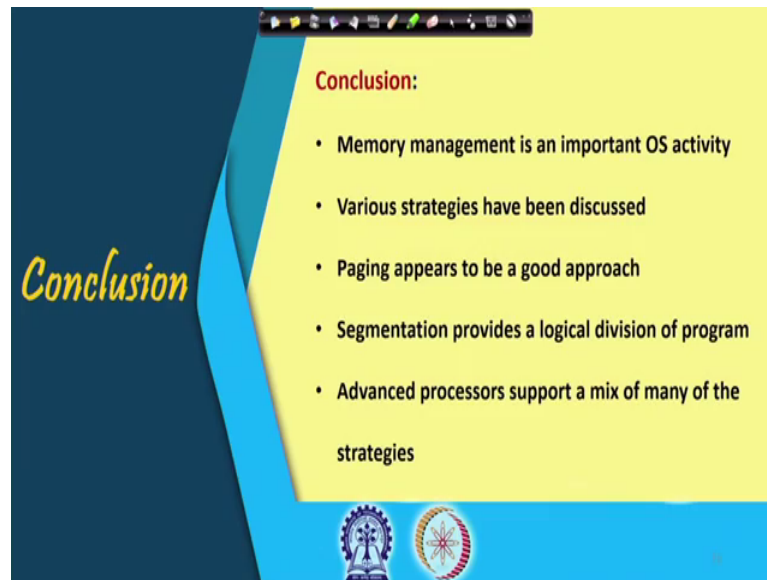 Conclusion
Conclusion:
• Memory management is an important OS activity
• Various strategies have been discussed
• Paging appears to be a good approach
• Segmentation provides a logical division of program
• Advanced processors support a mix of many of the
strategies